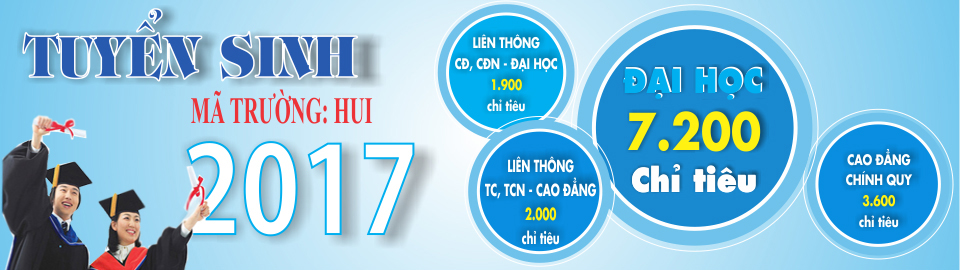 TUYỂN SINH
MÃ TRƯỜNG: HUI
2017
LIÊN THÔNG
CĐ, CĐN - ĐẠI HỌC
1.900
chỉ tiêu
LIÊN THÔNG
TC, TCN - CAO ĐẲNG
2.000
chỉ tiêu
ĐẠI HỌC
7.200
Chỉ tiêu
CAO ĐẲNG
CHÍNH QUY
3.600
chỉ tiêu